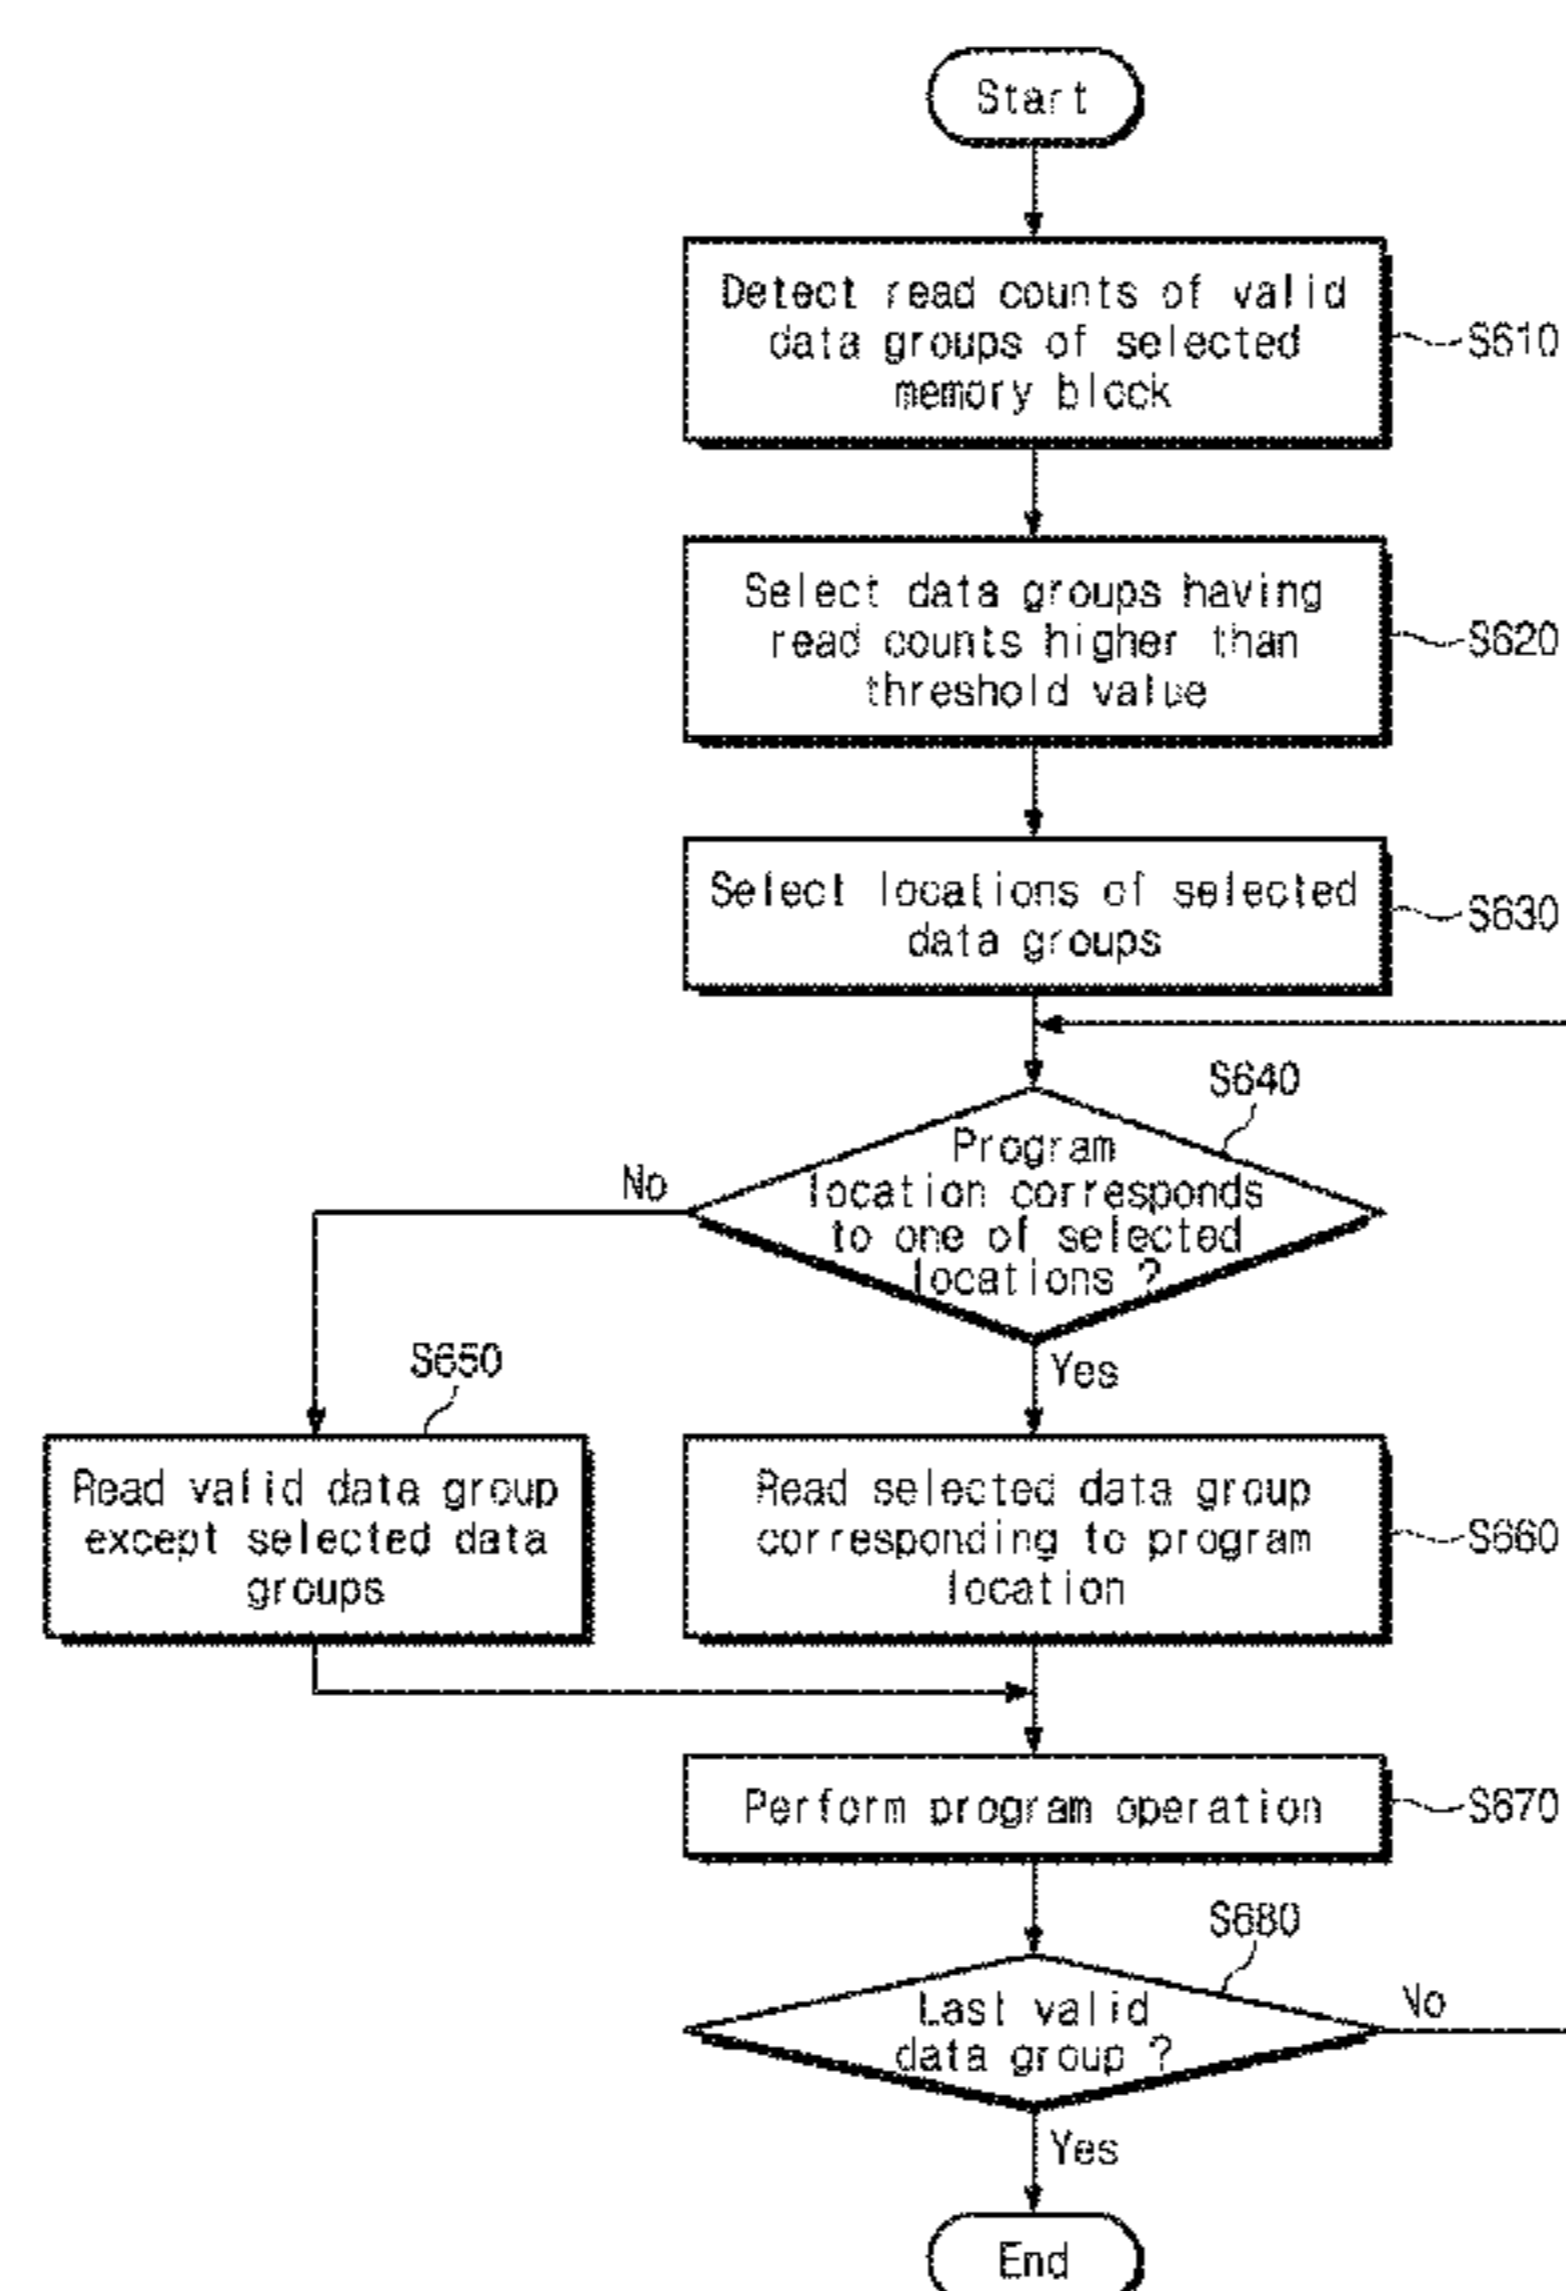 Start
Detect read counts of valid
data groups of selected
memory block
S610
Select data groups having
read counts higher than
threshold value
S620
Select locations of selected
data groups
S630
S640
Program
location corresponds
to one of selected
locations ?
No
Yes
S650
Read valid data group
except selected data
groups
Read selected data group
corresponding to program
location
S660
Perform program operation
S670
S680
Last valid
data group ?
No
Yes
End